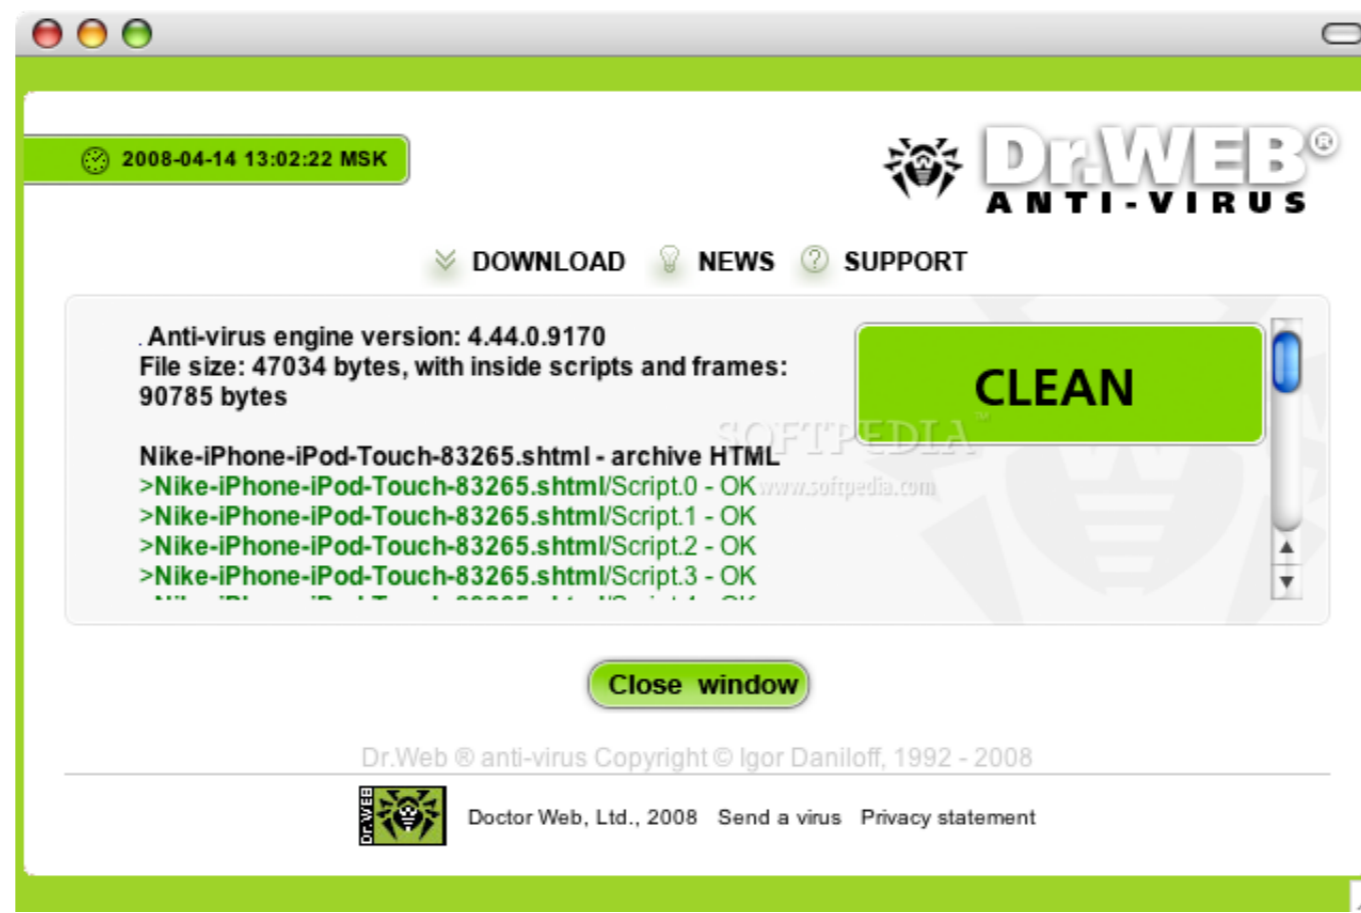 2008-04-14 13:02:22 MSK
Dr.WEB®
ANTI-VIRUS
DOWNLOAD NEWS SUPPORT
. Anti-virus engine version: 4.44.0.9170
File size: 47034 bytes, with inside scripts and frames:
90785 bytes
CLEAN
SOFTPEDIA™
www.softpedia.com
Nike-iPhone-iPod-Touch-83265.shtml - archive HTML
>Nike-iPhone-iPod-Touch-83265.shtml/Script.0 - OK
>Nike-iPhone-iPod-Touch-83265.shtml/Script.1 - OK
>Nike-iPhone-iPod-Touch-83265.shtml/Script.2 - OK
>Nike-iPhone-iPod-Touch-83265.shtml/Script.3 - OK
Close window
Dr.Web ® anti-virus Copyright © Igor Daniloff, 1992 - 2008
Dr.WEB
Doctor Web, Ltd., 2008 Send a virus Privacy statement